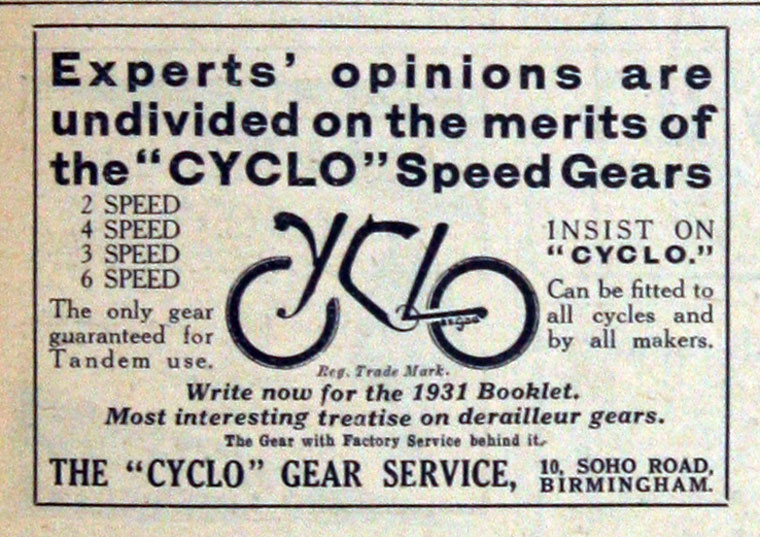 Experts' opinions are
undivided on the merits of
the "CYCLO" Speed Gears
2 SPEED
4 SPEED
3 SPEED
6 SPEED
The only gear
guaranteed for
Tandem use.
CYCLO
Reg. Trade Mark.
INSIST ON
"CYCLO."
Can be fitted to
all cycles and
by all makers.
Write now for the 1931 Booklet.
Most interesting treatise on derailleur gears.
The Gear with Factory Service behind it.
THE "CYCLO" GEAR SERVICE, 10, SOHO ROAD,
BIRMINGHAM.